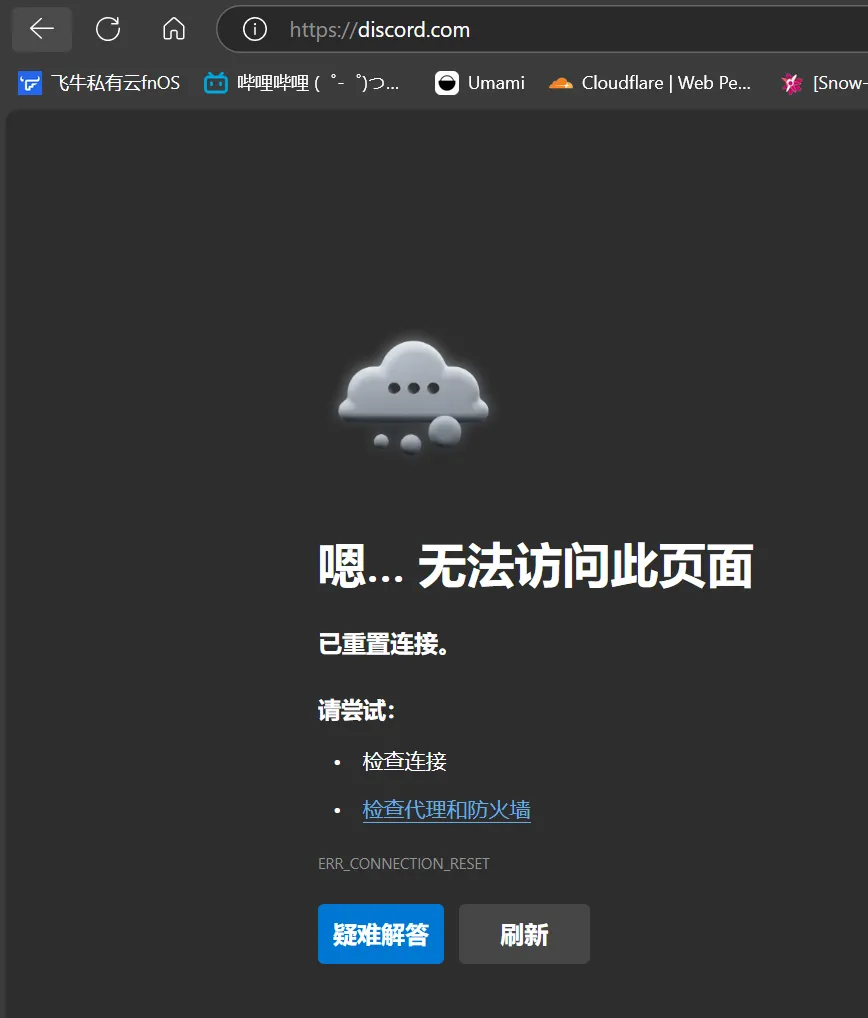 https://discord.com
飞牛私有云fnOS 哔哩哔哩 ( ゜- ゜)つ... Umami Cloudflare | Web Pe... [Snow-
嗯... 无法访问此页面
已重置连接。
请尝试：
• 检查连接
• 检查代理和防火墙
ERR_CONNECTION_RESET
疑难解答 刷新